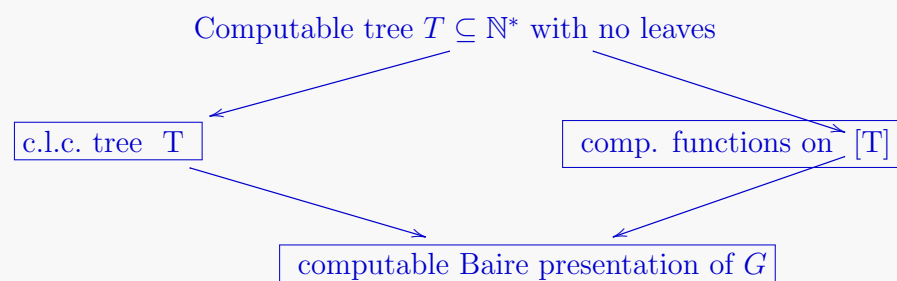 Computable tree T ⊆ ℕ* with no leaves
c.l.c. tree T
comp. functions on [T]
computable Baire presentation of G